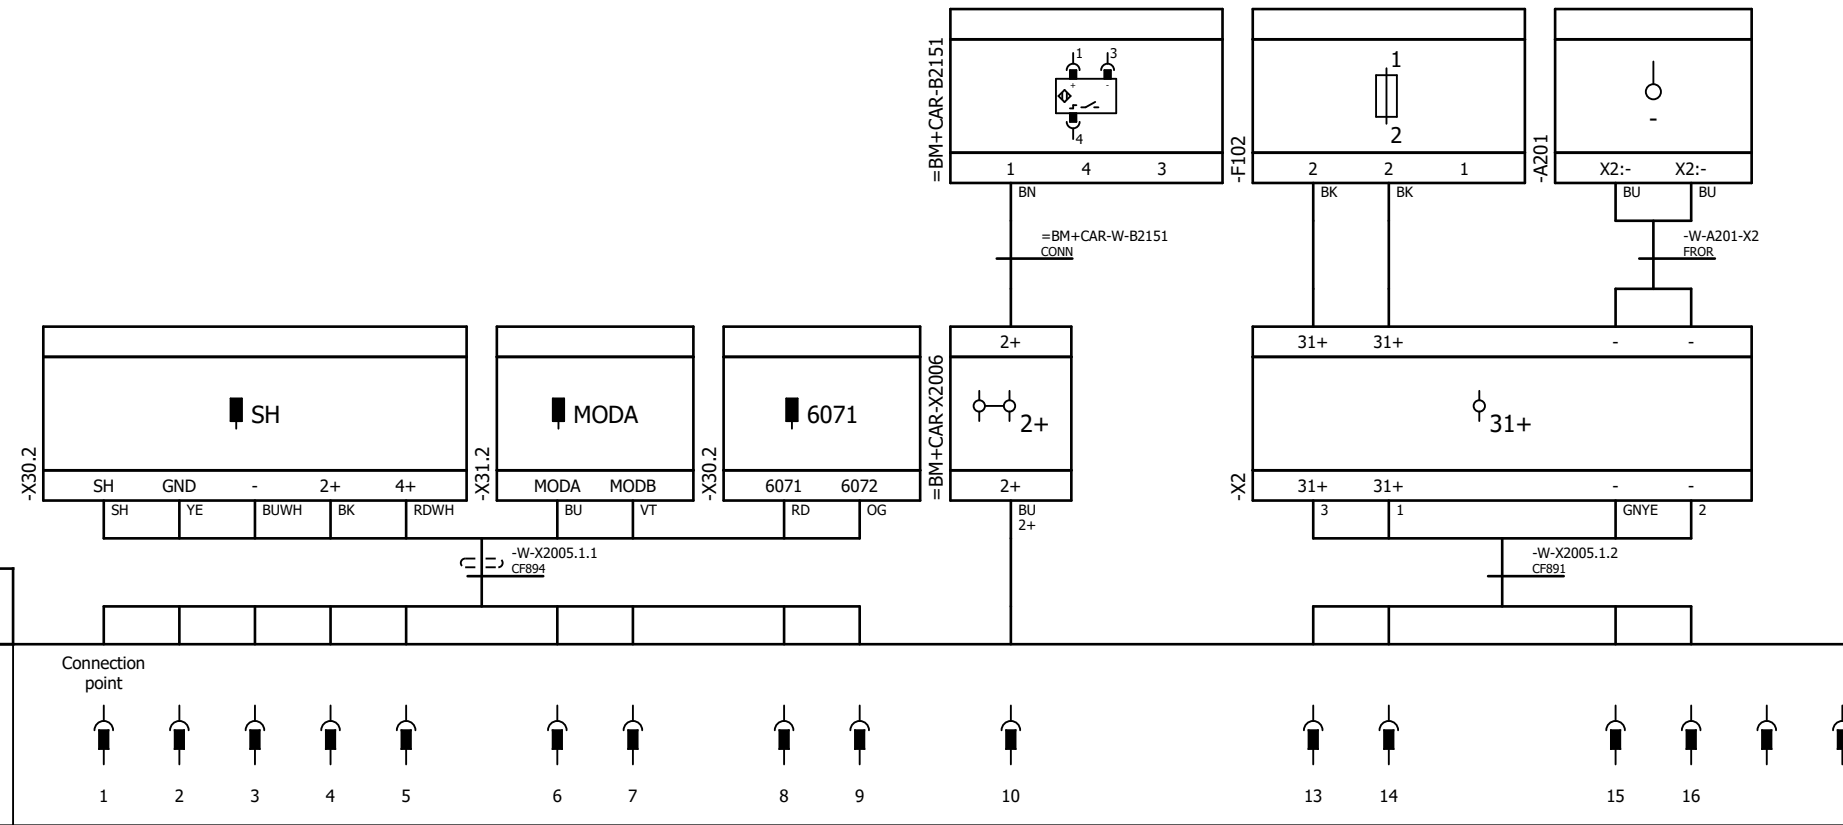 =BM+CAR-B2151
1
3
+
-
4
1
4
3
BN
=BM+CAR-W-B2151
CONN
-F102
1
2
2
2
1
BK
BK
-A201
-
X2:-
X2:-
BU
BU
-W-A201-X2
FROR
-X30.2
SH
SH
GND
-
2+
4+
SH
YE
BUWH
BK
RDWH
-X31.2
MODA
MODA
MODB
BU
VT
-X30.2
6071
6071
6072
RD
OG
-W-X2005.1.1
CF894
=BM+CAR-X2006
2+
2+
2+
BU
2+
-X2
31+
31+
-
-
31+
31+
31+
-
-
3
1
GNYE
2
-W-X2005.1.2
CF891
Connection
point
1
2
3
4
5
6
7
8
9
10
13
14
15
16